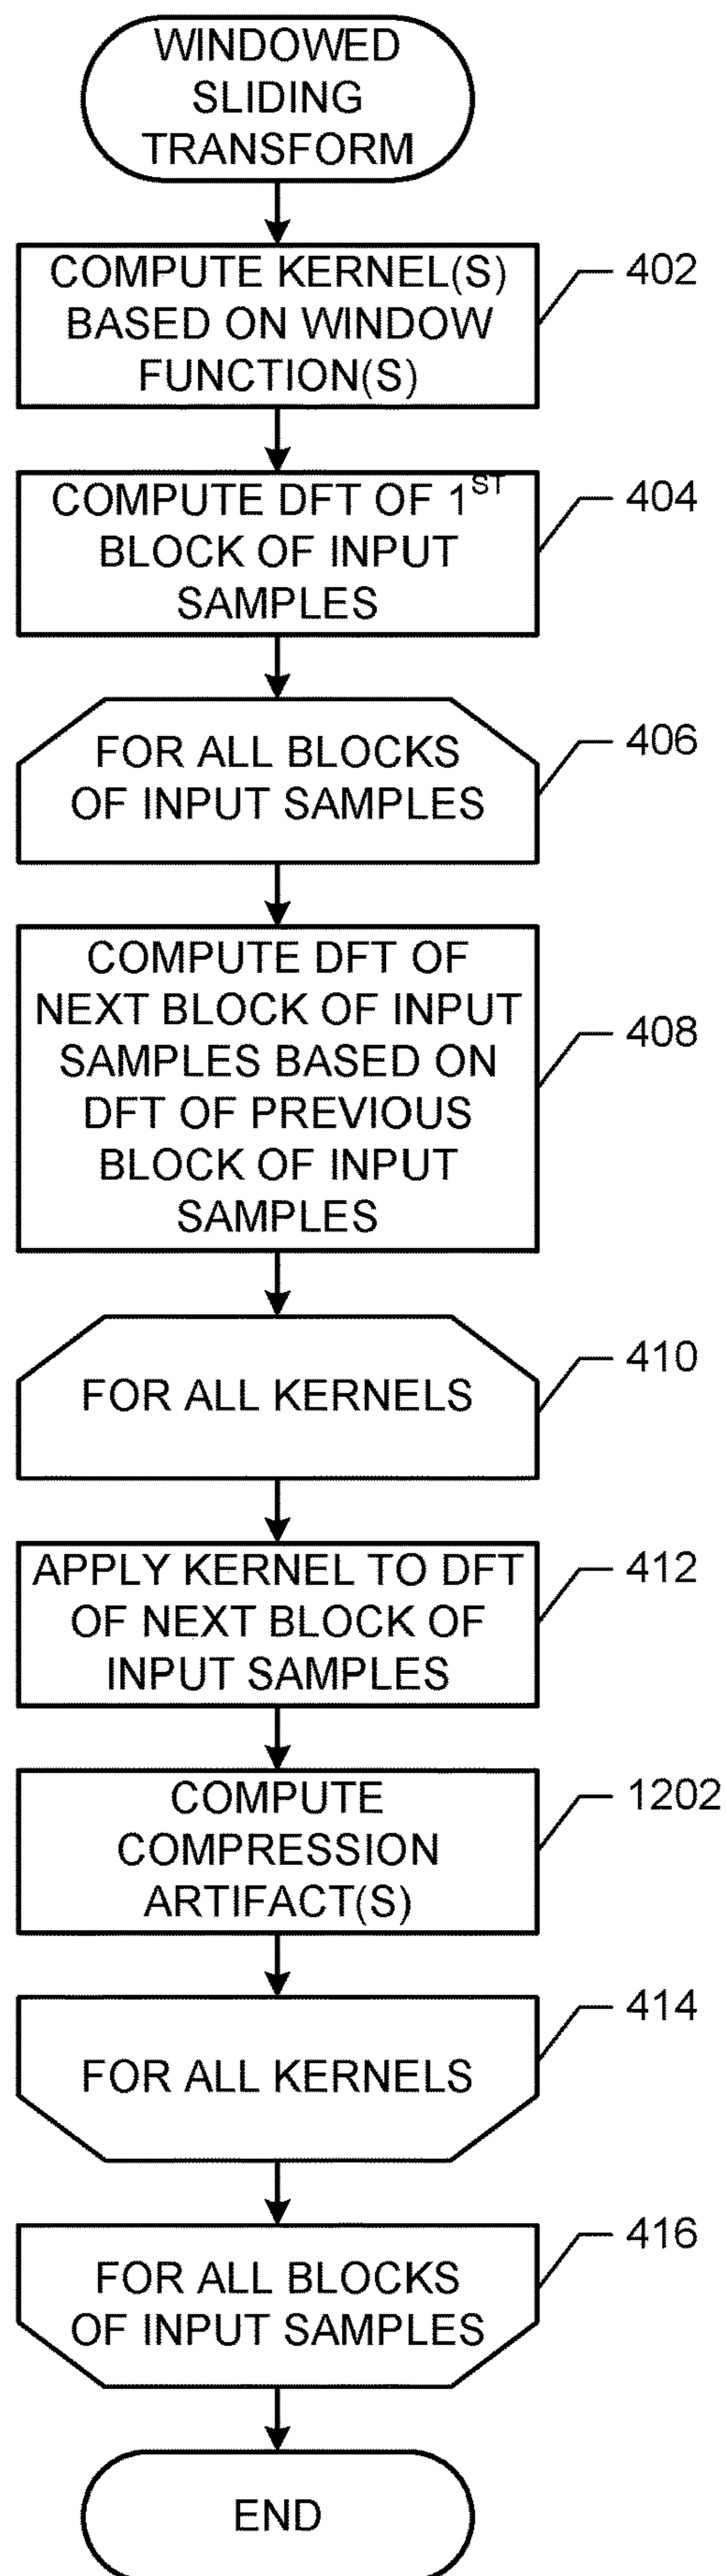 WINDOWED
SLIDING
TRANSFORM
COMPUTE KERNEL(S)
BASED ON WINDOW
FUNCTION(S)
402
COMPUTE DFT OF 1ST
BLOCK OF INPUT
SAMPLES
404
FOR ALL BLOCKS
OF INPUT SAMPLES
406
COMPUTE DFT OF
NEXT BLOCK OF INPUT
SAMPLES BASED ON
DFT OF PREVIOUS
BLOCK OF INPUT
SAMPLES
408
FOR ALL KERNELS
410
APPLY KERNEL TO DFT
OF NEXT BLOCK OF
INPUT SAMPLES
412
COMPUTE
COMPRESSION
ARTIFACT(S)
1202
FOR ALL KERNELS
414
FOR ALL BLOCKS
OF INPUT SAMPLES
416
END